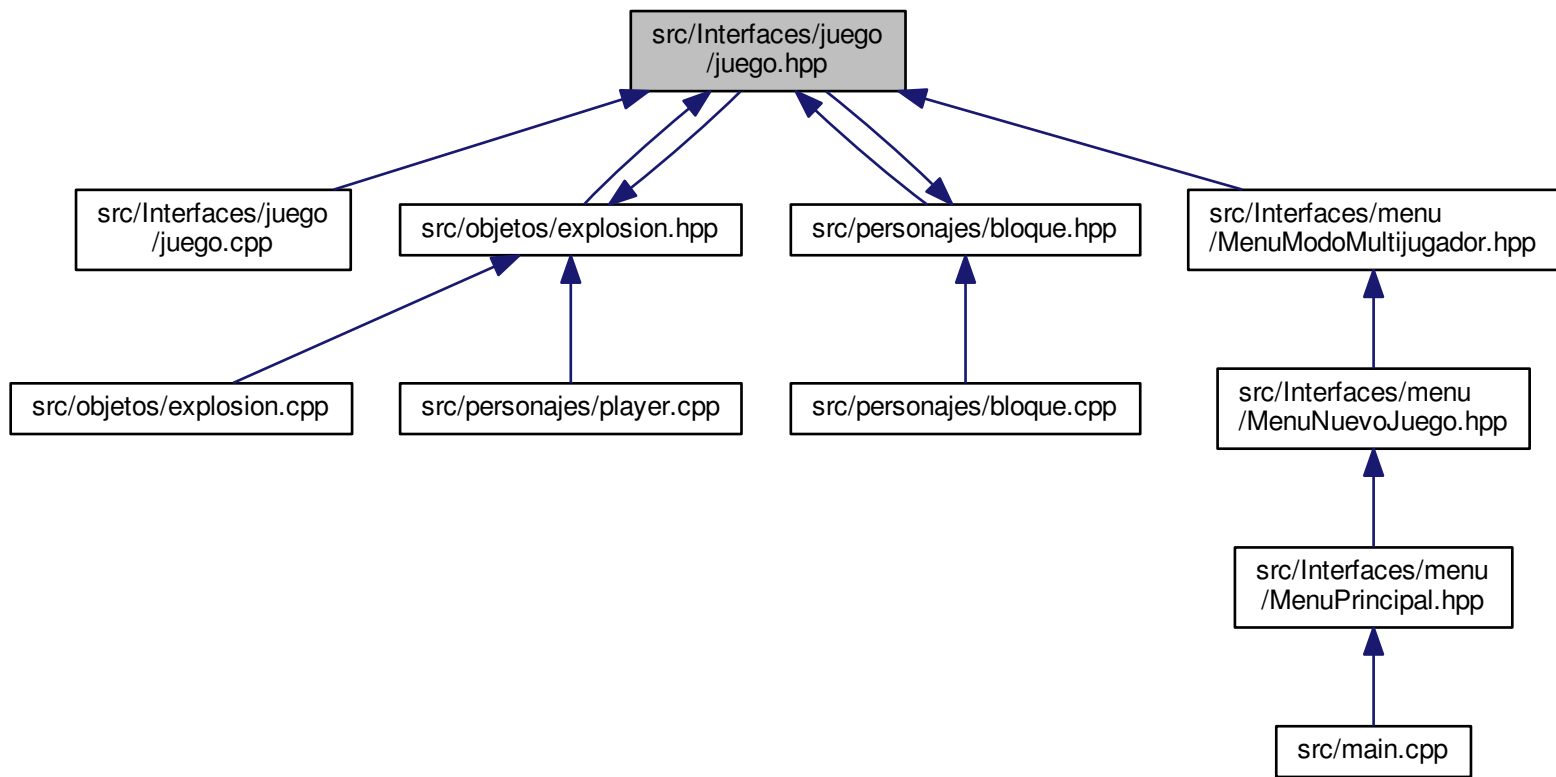 src/Interfaces/juego
/juego.hpp
src/Interfaces/juego
/juego.cpp
src/objetos/explosion.hpp
src/personajes/bloque.hpp
src/Interfaces/menu
/MenuModoMultijugador.hpp
src/objetos/explosion.cpp
src/personajes/player.cpp
src/personajes/bloque.cpp
src/Interfaces/menu
/MenuNuevoJuego.hpp
src/Interfaces/menu
/MenuPrincipal.hpp
src/main.cpp